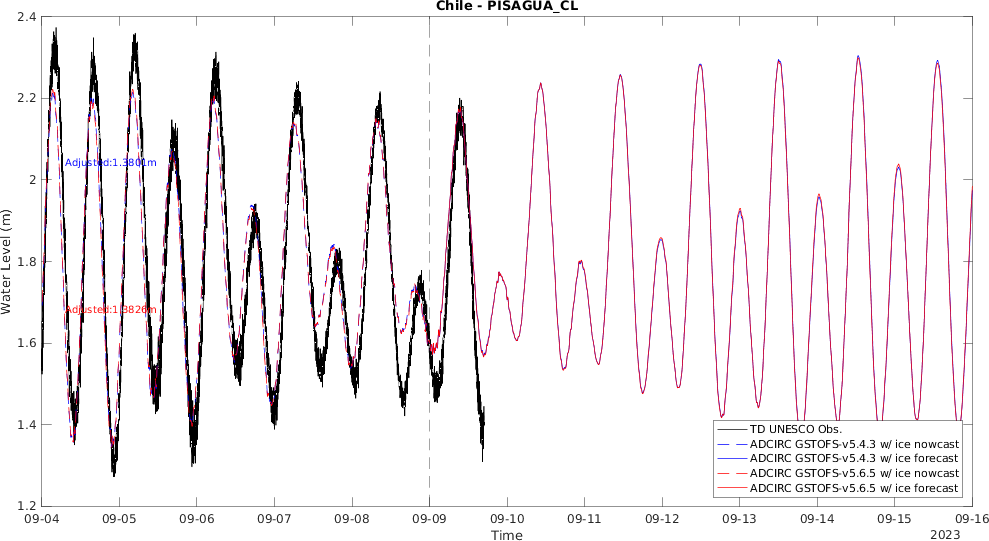 Chile - PISAGUA_CL
2.4
2.2
2
1.8
1.6
1.4
1.2
Water Level (m)
Adjusted:1.3801m
Adjusted:1.3826m
TD UNESCO Obs.
ADCIRC GSTOFS-v5.4.3 w/ ice nowcast
ADCIRC GSTOFS-v5.4.3 w/ ice forecast
ADCIRC GSTOFS-v5.6.5 w/ ice nowcast
ADCIRC GSTOFS-v5.6.5 w/ ice forecast
09-04 09-05 09-06 09-07 09-08 09-09 09-10 09-11 09-12 09-13 09-14 09-15 09-16
Time
2023